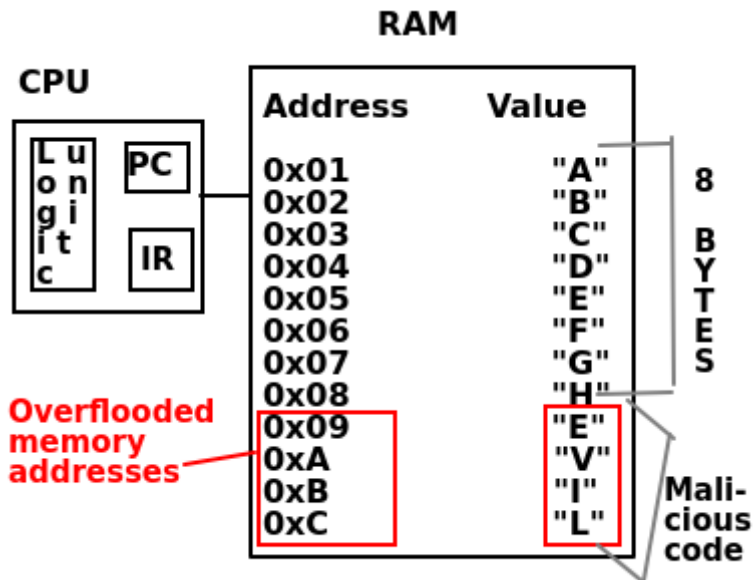 RAM
CPU
Address Value
Logic unit
PC
IR
0x01 "A"
0x02 "B"
0x03 "C"
0x04 "D"
0x05 "E"
0x06 "F"
0x07 "G"
0x08 "H"
0x09 "E"
0xA "V"
0xB "I"
0xC "L"
8 BYTES
Overflooded
memory
addresses
Mali-
cious
code